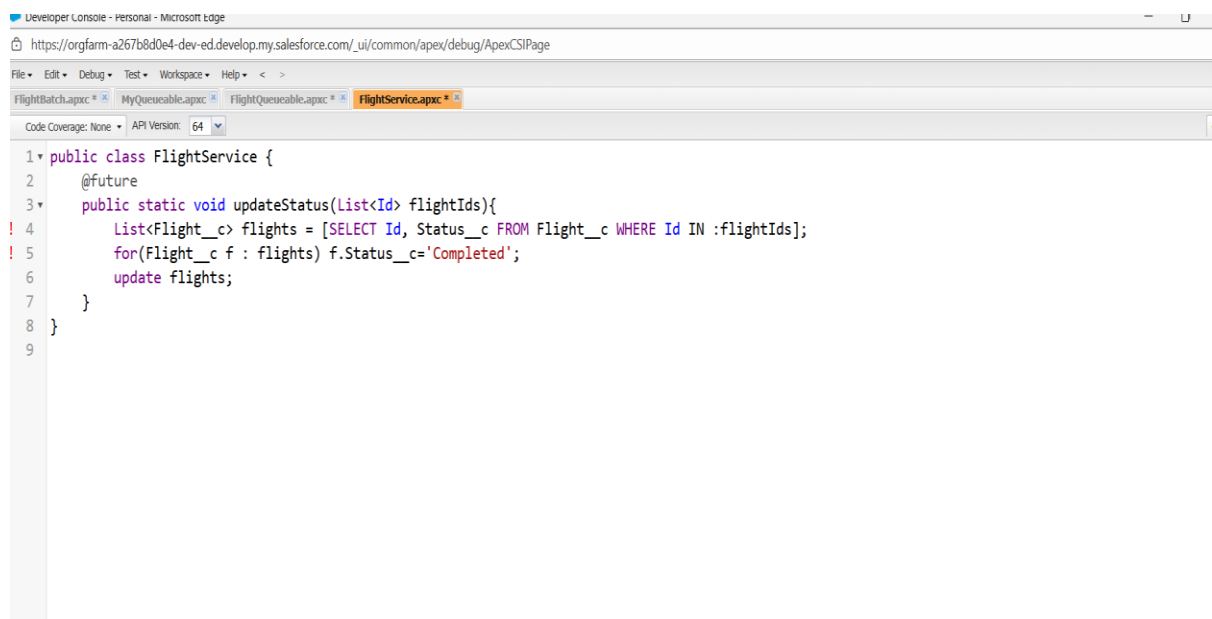 Developer Console - Personal - Microsoft Edge
https://orgfarm-a267b8d0e4-dev-ed.develop.my.salesforce.com/_ui/common/apex/debug/ApexCSIPage
File Edit Debug Test Workspace Help < >
FlightBatch.apxc * MyQueueable.apxc FlightQueueable.apxc * FlightService.apxc *
Code Coverage: None API Version: 64
1 public class FlightService {
2 @future
3 public static void updateStatus(List<Id> flightIds){
! 4 List<Flight__c> flights = [SELECT Id, Status__c FROM Flight__c WHERE Id IN :flightIds];
! 5 for(Flight__c f : flights) f.Status__c='Completed';
6 update flights;
7 }
8 }
9